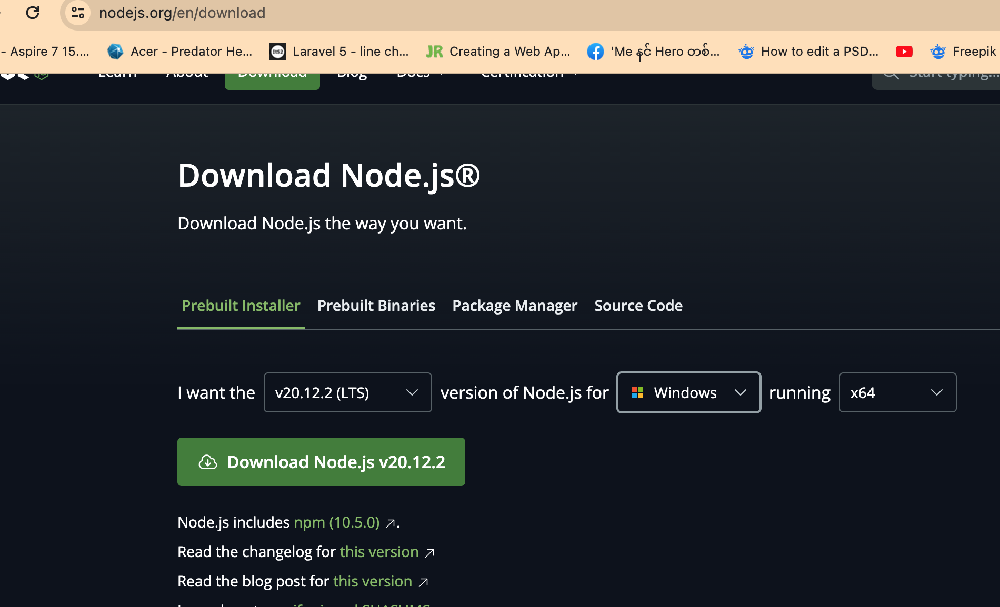 nodejs.org/en/download
- Aspire 7 15.... Acer - Predator He... Laravel 5 - line ch... JR Creating a Web Ap... 'Me နှင် Hero တစ်... How to edit a PSD... Freepik
Learn About Download Blog Docs Certification Start typing...
Download Node.js®
Download Node.js the way you want.
Prebuilt Installer Prebuilt Binaries Package Manager Source Code
I want the v20.12.2 (LTS) version of Node.js for Windows running x64
Download Node.js v20.12.2
Node.js includes npm (10.5.0) ↗.
Read the changelog for this version ↗
Read the blog post for this version ↗